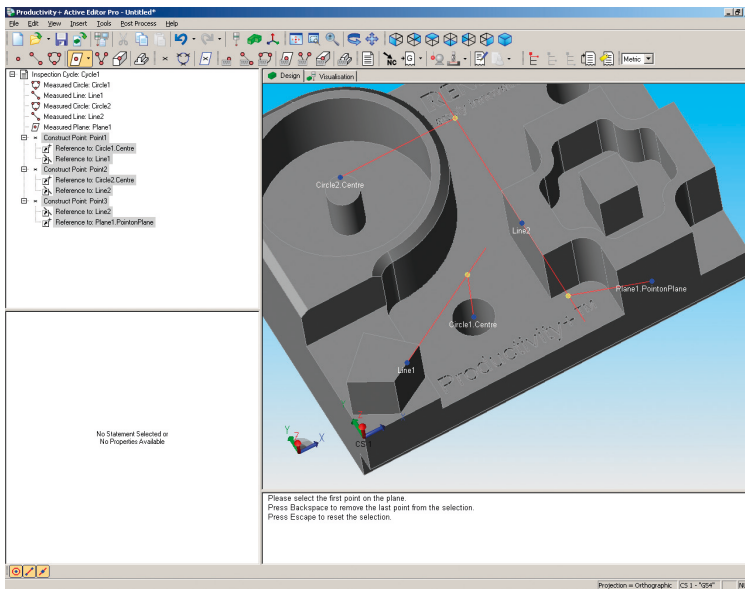 Productivity+ Active Editor Pro - Untitled*
File Edit View Insert Tools Post Process Help
NC
+G
Metric
Inspection Cycle: Cycle1
Measured Circle: Circle1
Measured Line: Line1
Measured Circle: Circle2
Measured Line: Line2
Measured Plane: Plane1
Construct Point: Point1
Reference to: Circle1.Centre
Reference to: Line1
Construct Point: Point2
Reference to: Circle2.Centre
Reference to: Line2
Construct Point: Point3
Reference to: Line2
Reference to: Plane1.PointonPlane
No Statement Selected or
No Properties Available
Design Visualisation
Circle2.Centre
Line2
Plane1.PointonPlane
Circle1.Centre
Line1
Productivity+™
Y Z X
CS 1
Please select the first point on the plane.
Press Backspace to remove the last point from the selection.
Press Escape to reset the selection.
Projection = Orthographic CS 1 - "G54"